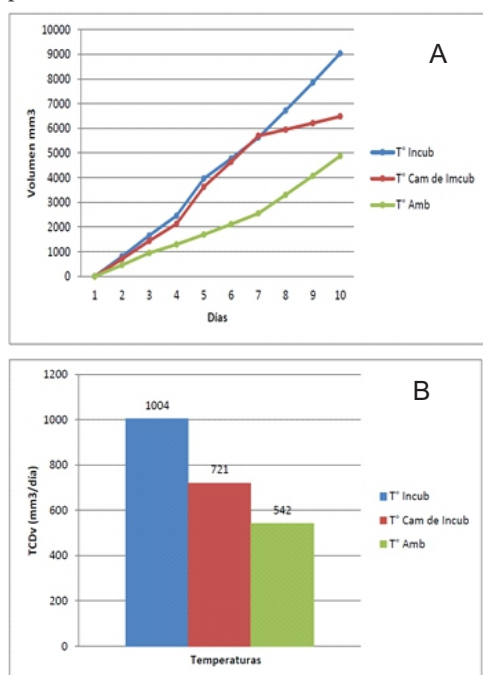 A
10000
9000
8000
7000
6000
5000
4000
3000
2000
1000
0
Volumen mm3
1 2 3 4 5 6 7 8 9 10
Días
T° Incub
T° Cam de Imcub
T° Amb
B
1200
1000
800
600
400
200
0
TCDv (mm3/día)
1004
721
542
Temperaturas
T° Incub
T° Cam de Incub
T° Amb